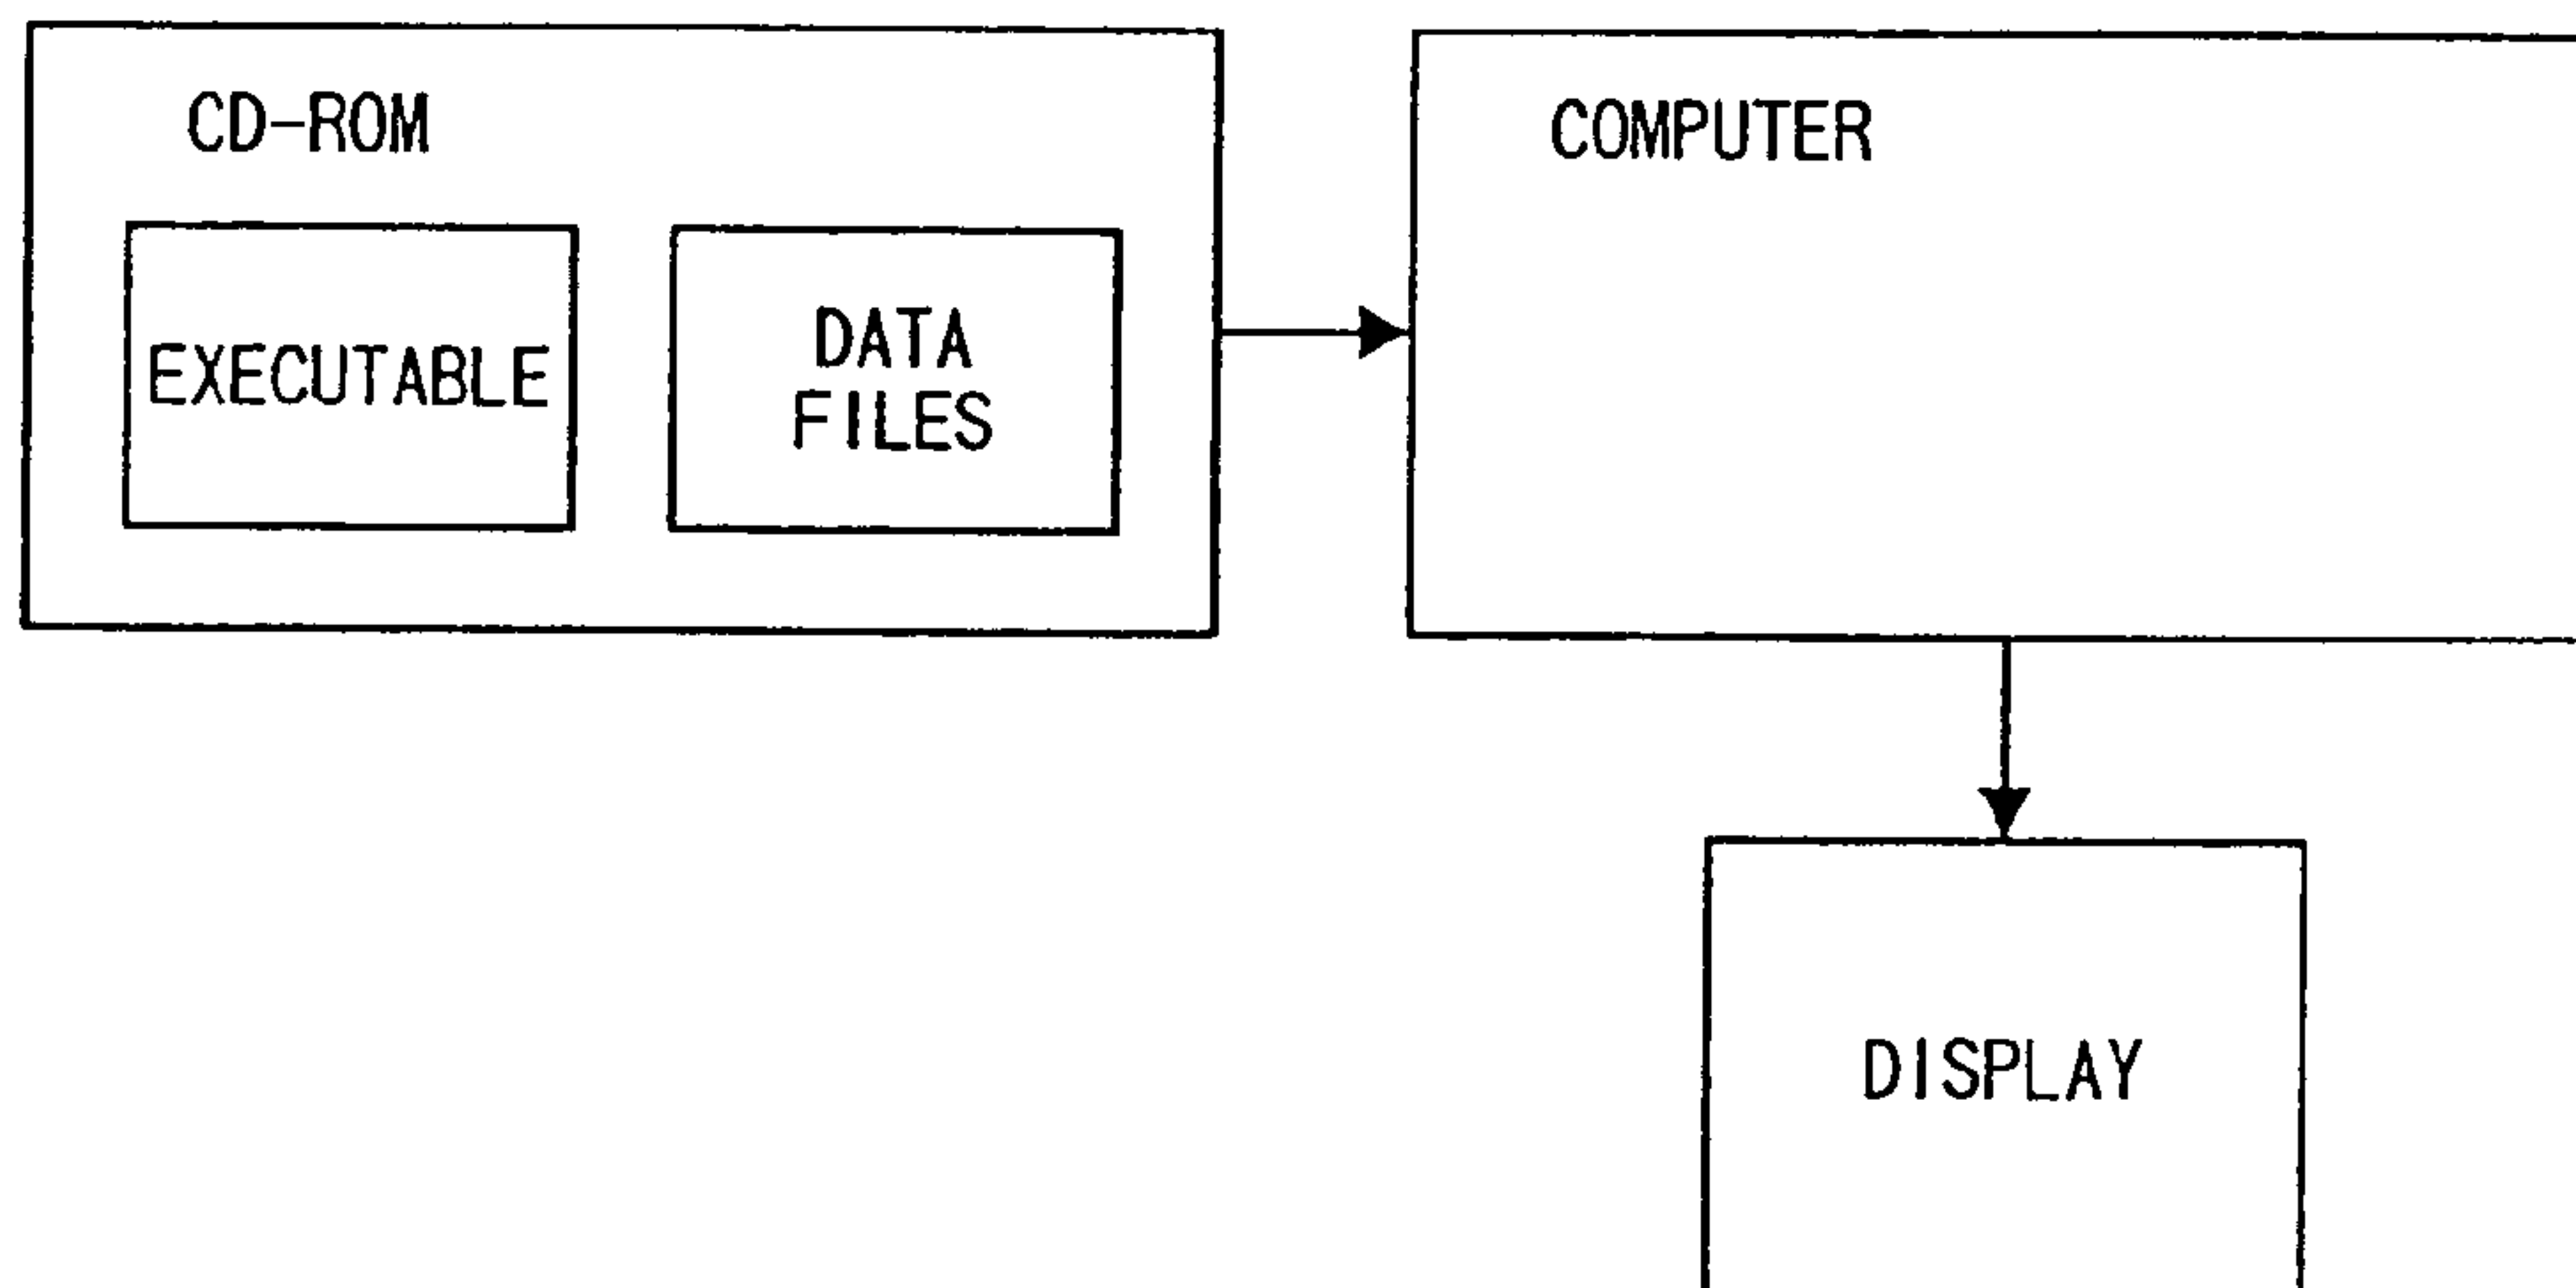 CD-ROM
EXECUTABLE
DATA
FILES
COMPUTER
DISPLAY